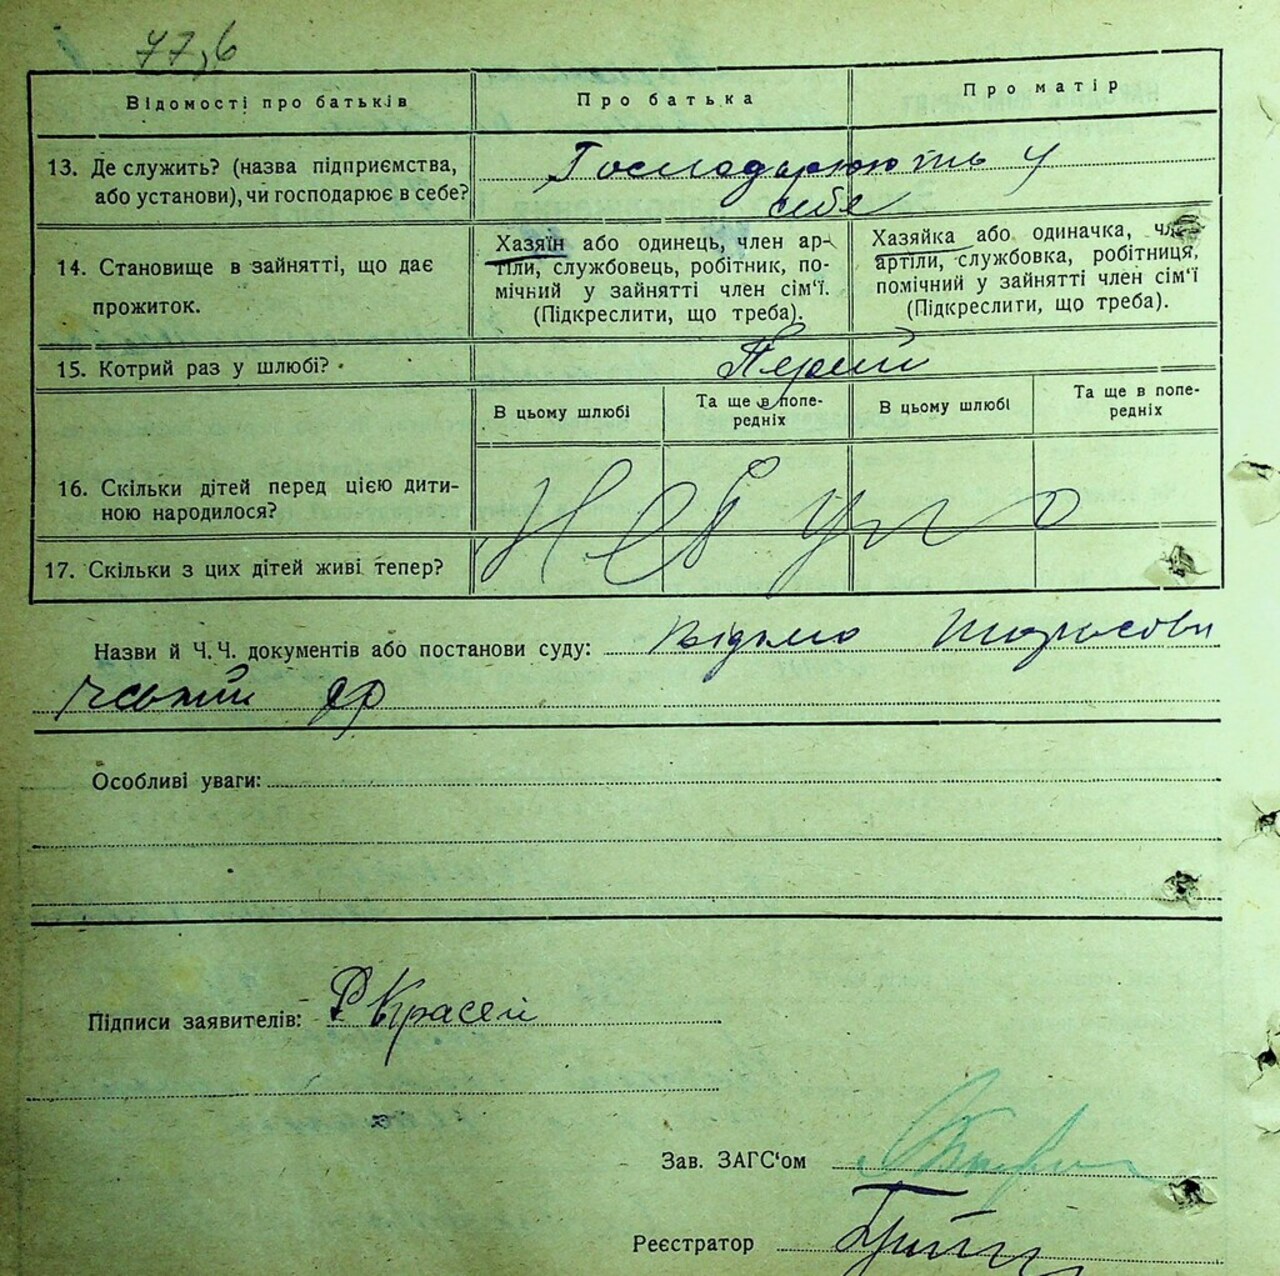 77,6
Відомості про батьків
Про батька
Про матір
13. Де служить? (назва підприємства,
або установи), чи господарює в себе?
Господарюють у
себе
14. Становище в зайнятті, що дає
прожиток.
Хазяїн або одинець, член ар-
тіли, службовець, робітник, по-
мічний у зайнятті член сім'ї.
(Підкреслити, що треба).
Хазяйка або одиначка, член
артіли, службовка, робітниця,
помічний у зайнятті член сім'ї
(Підкреслити, що треба).
15. Котрий раз у шлюбі?
Перший
В цьому шлюбі
Та ще в попе-
редніх
В цьому шлюбі
Та ще в попе-
редніх
16. Скільки дітей перед цією дити-
ною народилося?
Не було
17. Скільки з цих дітей живі тепер?
Назви й Ч.Ч. документів або постанови суду:
Особливі уваги:
Підписи заявителів:
Зав. ЗАГС'ом
Реєстратор